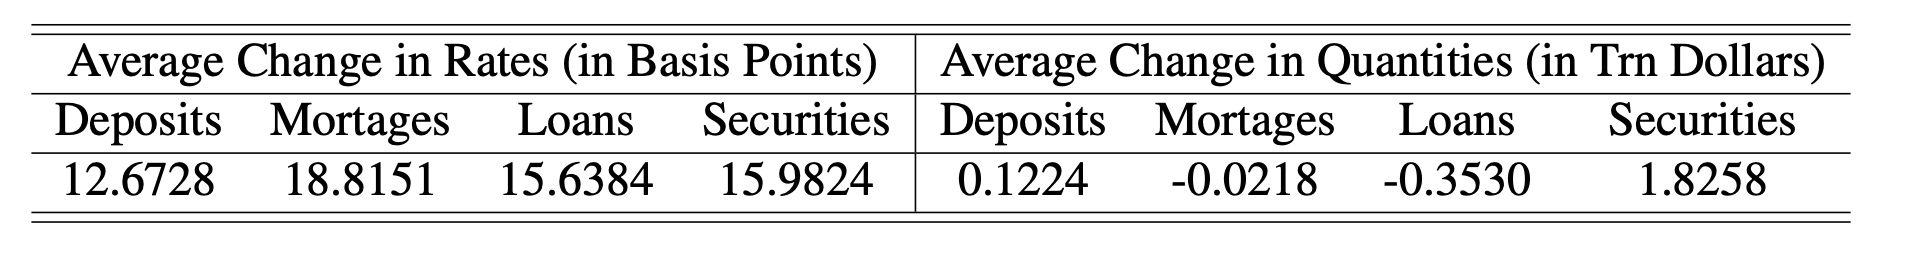 Average Change in Rates (in Basis Points) Average Change in Quantities (in Trn Dollars)
Deposits Mortages Loans Securities Deposits Mortages Loans Securities
12.6728 18.8151 15.6384 15.9824 0.1224 -0.0218 -0.3530 1.8258